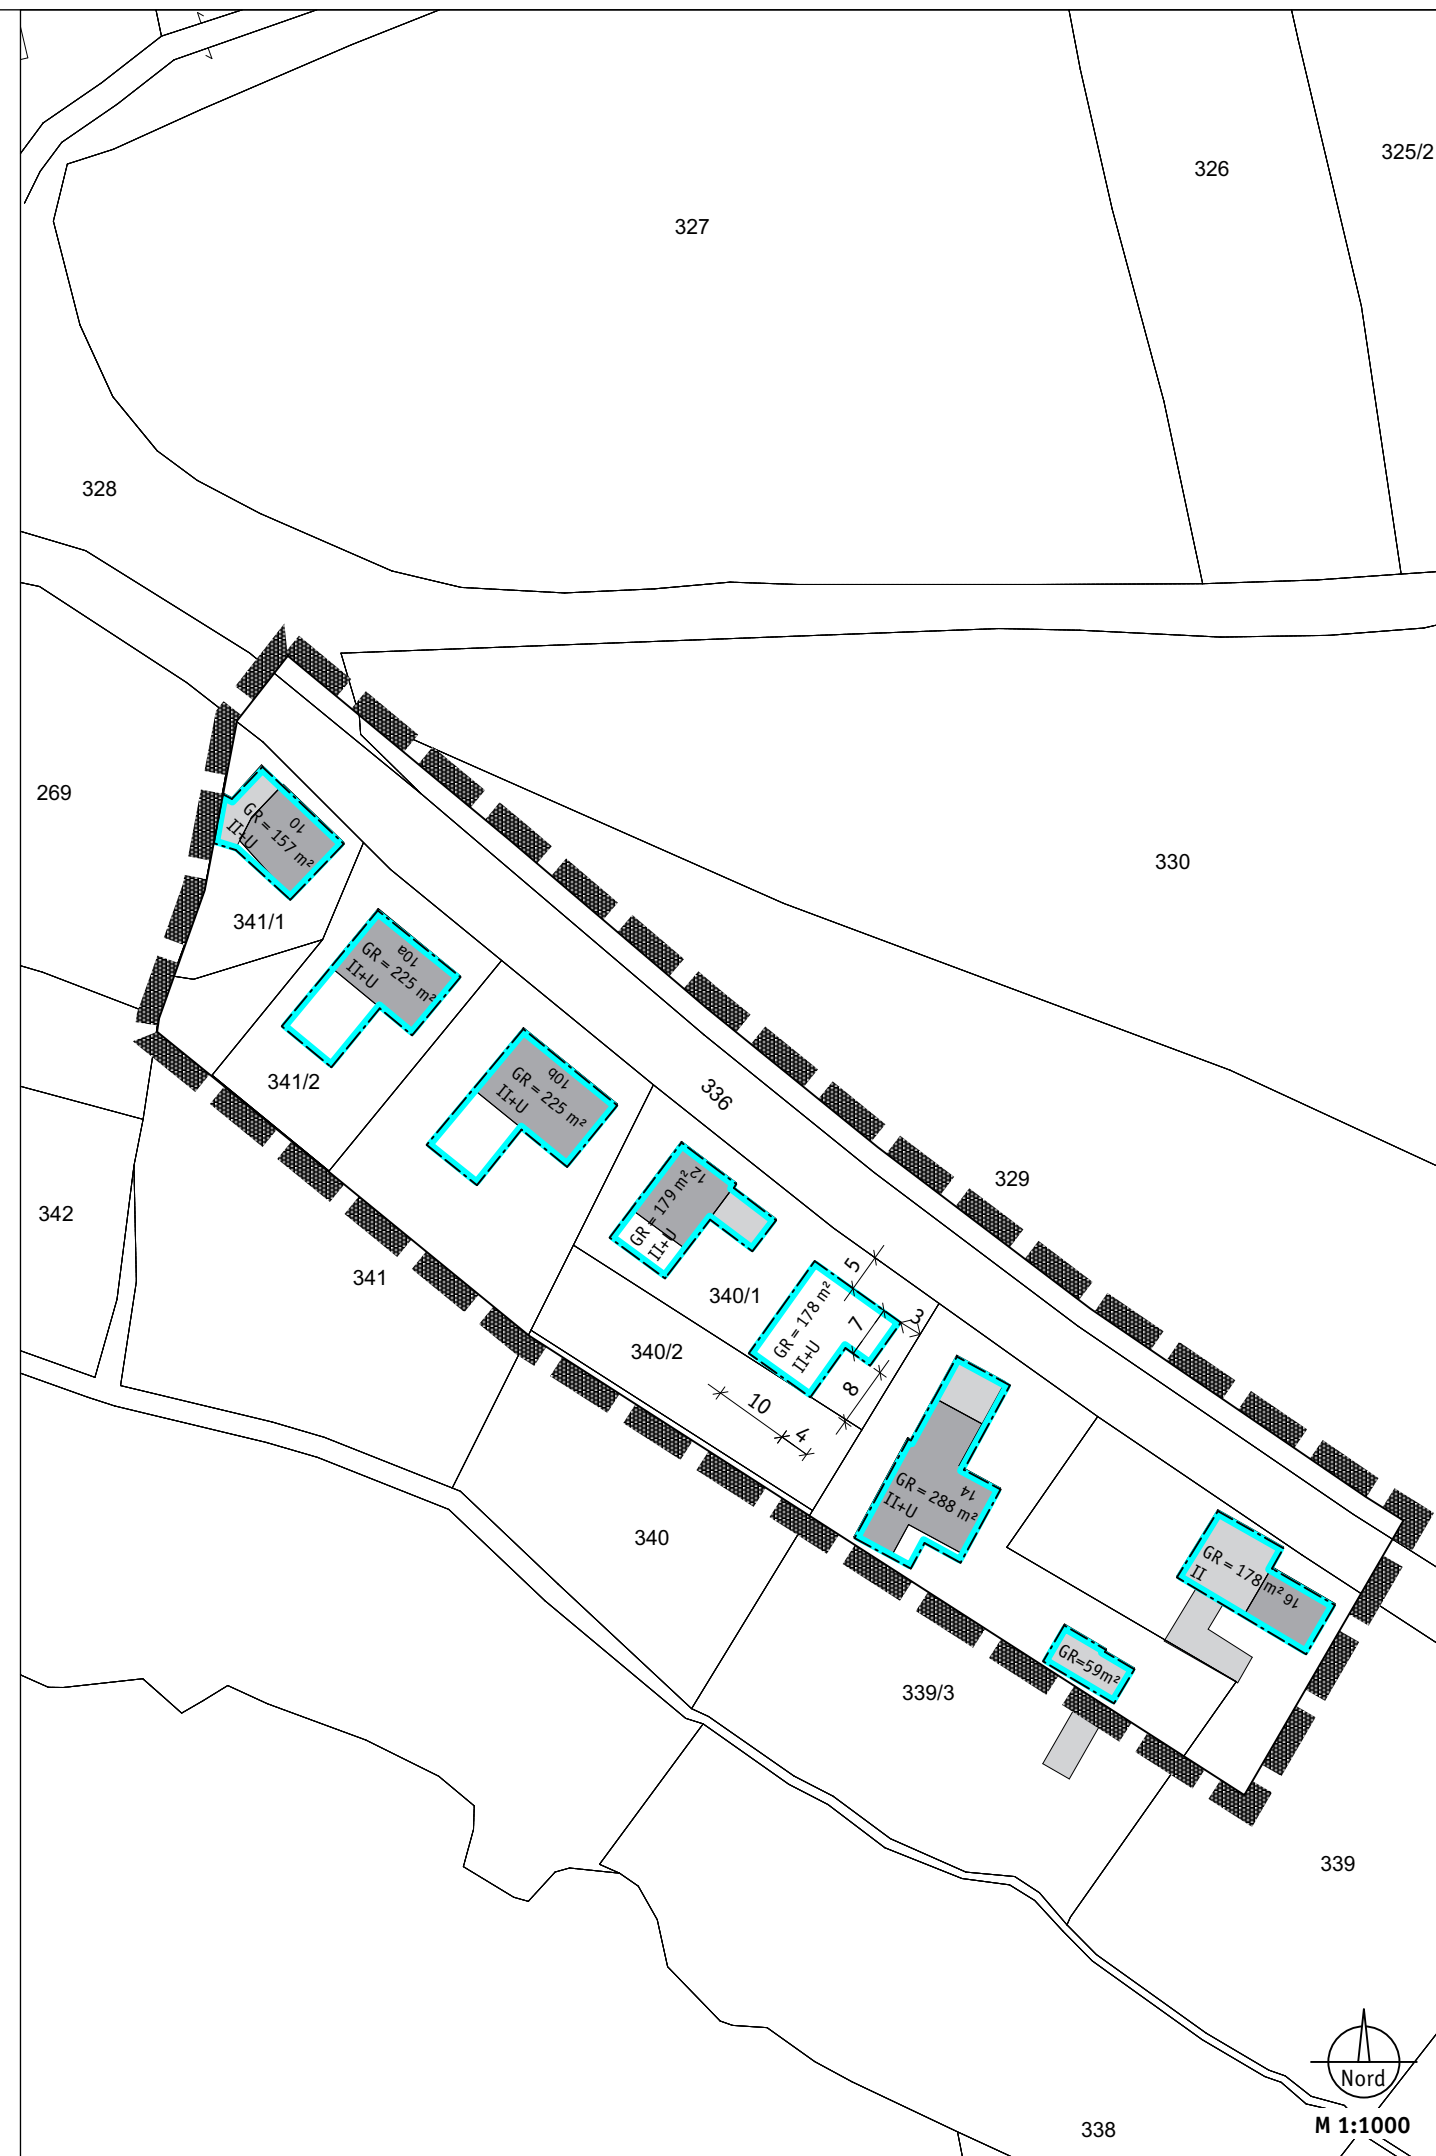 325/2
326
327
328
269
10
GR = 157 m²
II+U
330
341/1
10a
GR = 225 m²
II+U
341/2
10b
GR = 225 m²
II+U
336
329
12
GR = 179 m²
II+U
342
341
340/1
5
GR = 178 m²
II+U
7
3
8
340/2
10
4
14
GR = 288 m²
II+U
340
GR = 178 m²
II
16
GR=59m²
339/3
339
Nord
M 1:1000
338